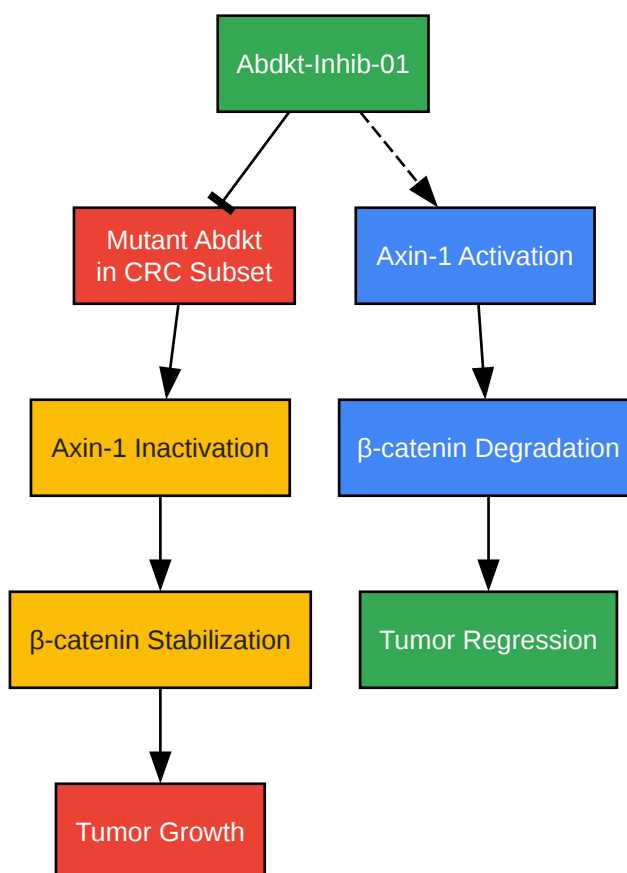 Abdkt-Inhib-01
Mutant Abdkt
in CRC Subset
Axin-1 Activation
Axin-1 Inactivation
β-catenin Degradation
β-catenin Stabilization
Tumor Regression
Tumor Growth